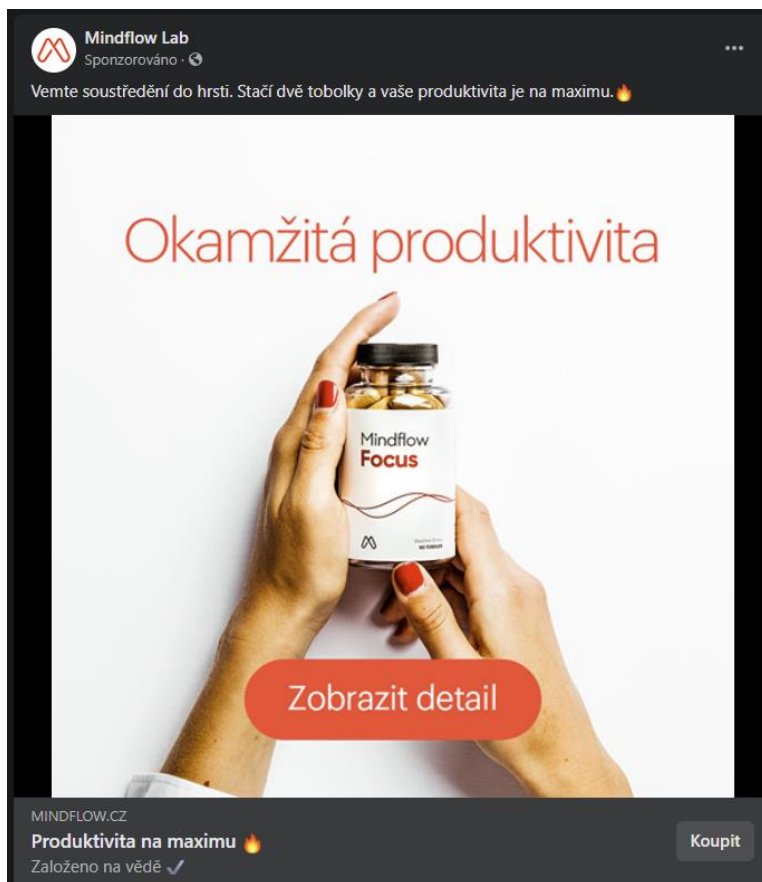 Mindflow Lab
Sponzorováno ·
Vemte soustředění do hrsti. Stačí dvě tobolky a vaše produktivita je na maximu.🔥
Okamžitá produktivita
Mindflow
Focus
Zobrazit detail
MINDFLOW.CZ
Produktivita na maximu 🔥
Založeno na vědě ✔
Koupit